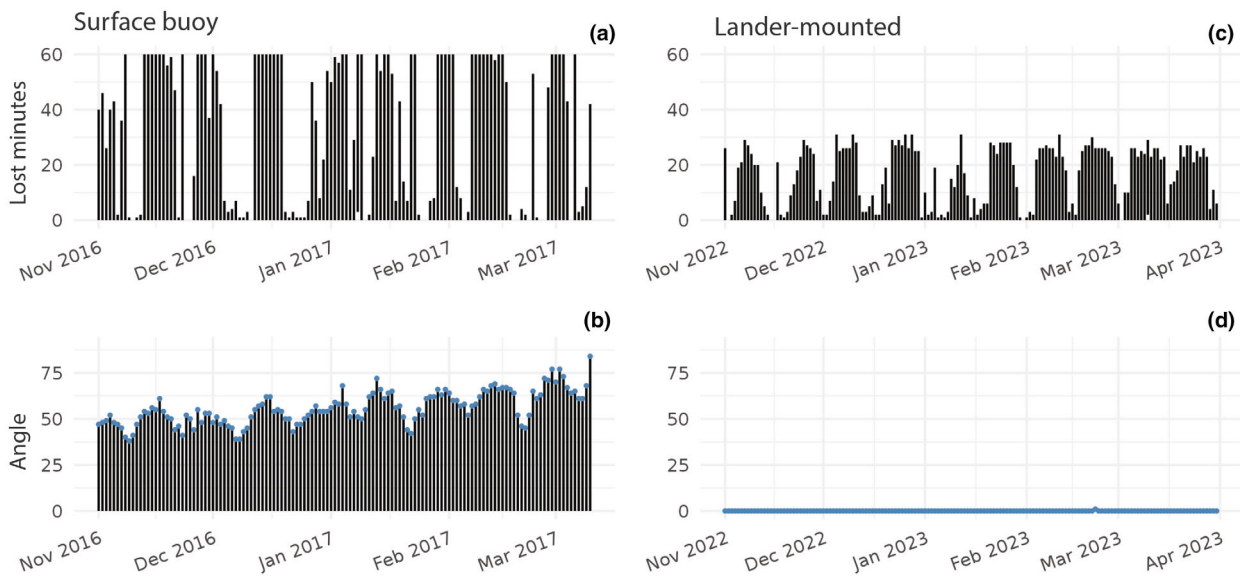 Surface buoy
(a)
Lost minutes
60
40
20
0
Nov 2016
Dec 2016
Jan 2017
Feb 2017
Mar 2017
Lander-mounted
(c)
60
40
20
0
Nov 2022
Dec 2022
Jan 2023
Feb 2023
Mar 2023
Apr 2023
(b)
Angle
75
50
25
0
Nov 2016
Dec 2016
Jan 2017
Feb 2017
Mar 2017
(d)
75
50
25
0
Nov 2022
Dec 2022
Jan 2023
Feb 2023
Mar 2023
Apr 2023